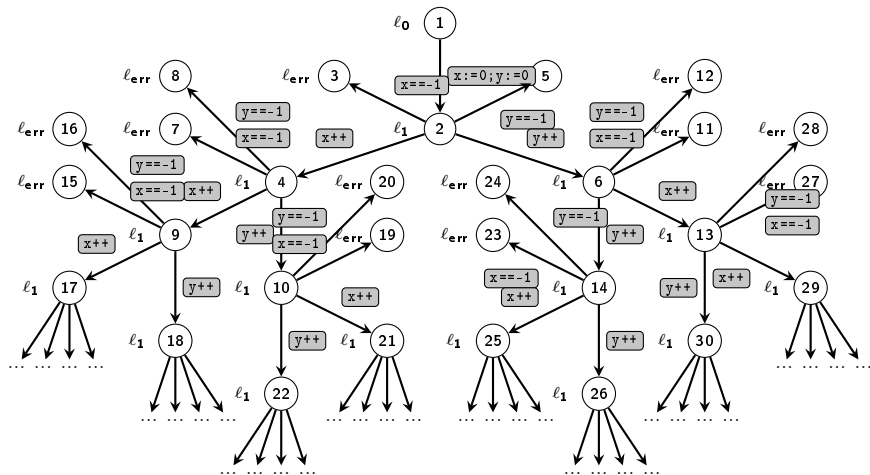 ℓ0 1
ℓerr 8 ℓerr 3 x==-1 x:=0;y:=0 5 ℓerr 12
y==-1 y==-1
ℓerr 16 ℓerr 7 x==-1 x++ ℓ1 2 y==-1 y++ x==-1 ℓerr 11 ℓerr 28
y==-1
ℓerr 15 x==-1 x++ ℓ1 4 ℓerr 20 ℓerr 24 ℓ1 6 x++ ℓerr 27
y==-1 y==-1 y==-1
x++ ℓ1 9 y++ x==-1 ℓerr 19 ℓerr 23 y++ ℓ1 13 x==-1
ℓ1 17 y++ ℓ1 10 x++ x==-1 x++ ℓ1 14 y++ x++ ℓ1 29
ℓ1 18 y++ ℓ1 21 ℓ1 25 y++ ℓ1 30
... ... ... ... ... ... ... ...
ℓ1 22 ℓ1 26
... ... ... ... ... ... ... ... ... ... ... ... ... ... ... ...
... ... ... ... ... ... ... ...